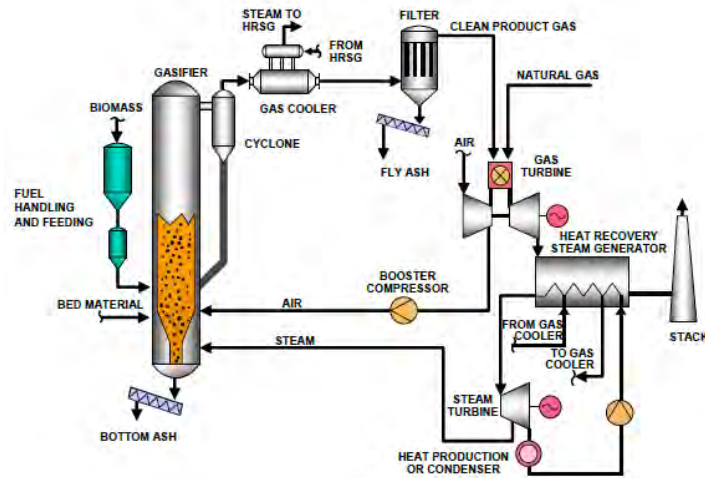 STEAM TO
HRSG
FILTER
CLEAN PRODUCT GAS
FROM
HRSG
GASIFIER
NATURAL GAS
BIOMASS
GAS COOLER
CYCLONE
AIR
FLY ASH
GAS
TURBINE
FUEL
HANDLING
AND FEEDING
HEAT RECOVERY
STEAM GENERATOR
BOOSTER
COMPRESSOR
BED MATERIAL
AIR
STEAM
FROM GAS
COOLER
TO GAS
COOLER
STACK
STEAM
TURBINE
BOTTOM ASH
HEAT PRODUCTION
OR CONDENSER